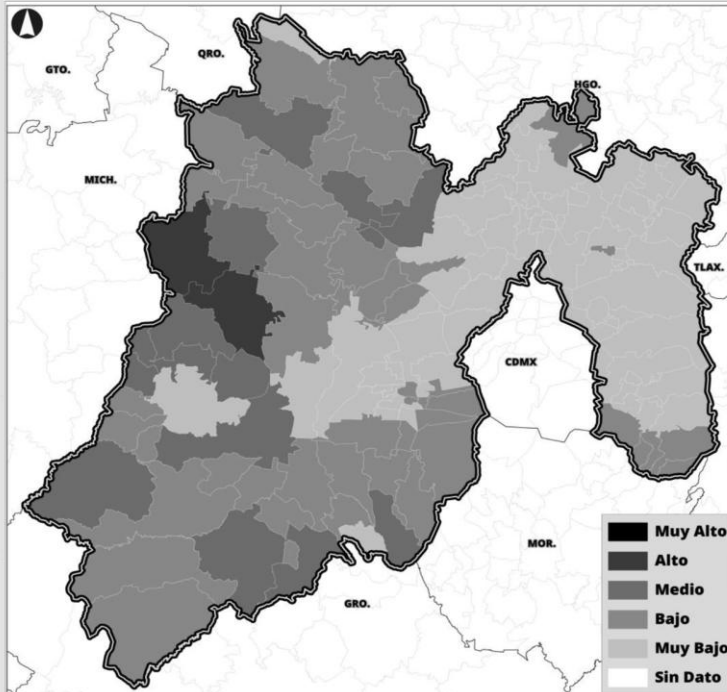 QRO.
GTO.
HGO.
MICH.
TLAX.
CDMX
MOR.
GRO.
Muy Alto
Alto
Medio
Bajo
Muy Bajo
Sin Dato